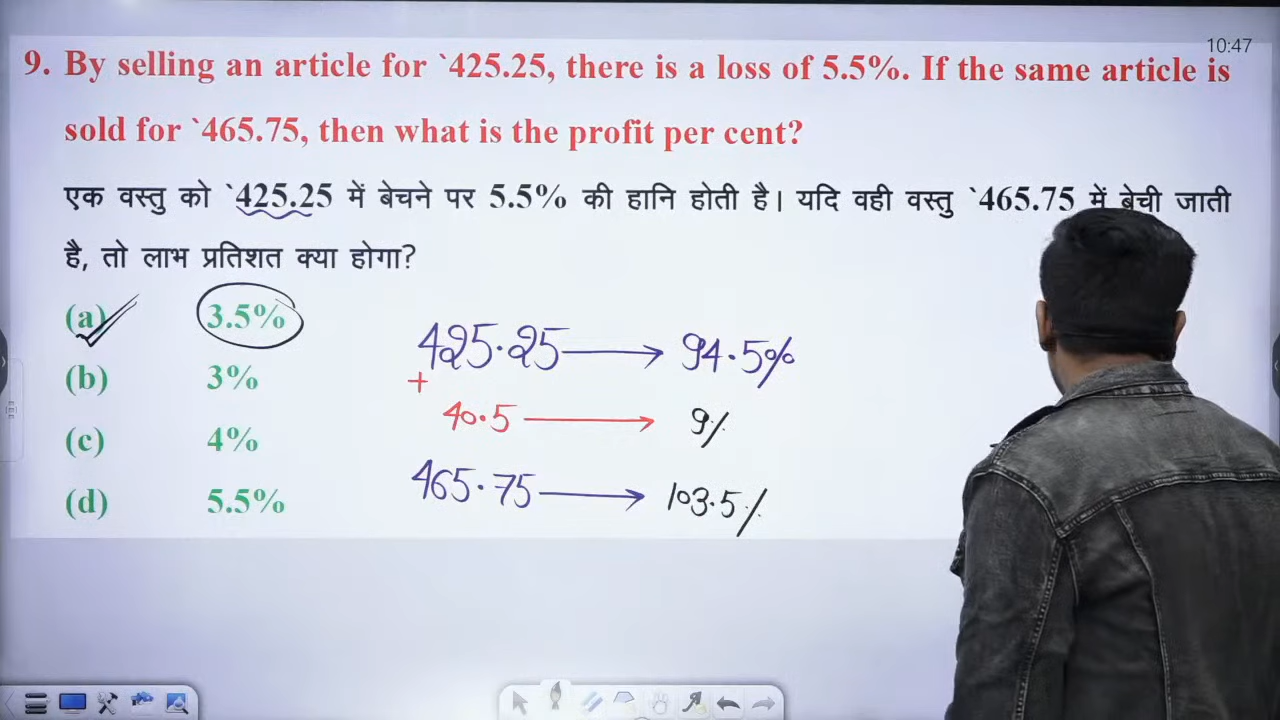 10:47
9. By selling an article for `425.25, there is a loss of 5.5%. If the same article is
sold for `465.75, then what is the profit per cent?
एक वस्तु को `425.25 में बेचने पर 5.5% की हानि होती है। यदि वही वस्तु `465.75 में बेची जाती
है, तो लाभ प्रतिशत क्या होगा?
(a) 3.5%
(b) 3%
(c) 4%
(d) 5.5%
425.25 → 94.5%
+
40.5 → 9%
465.75 → 103.5%